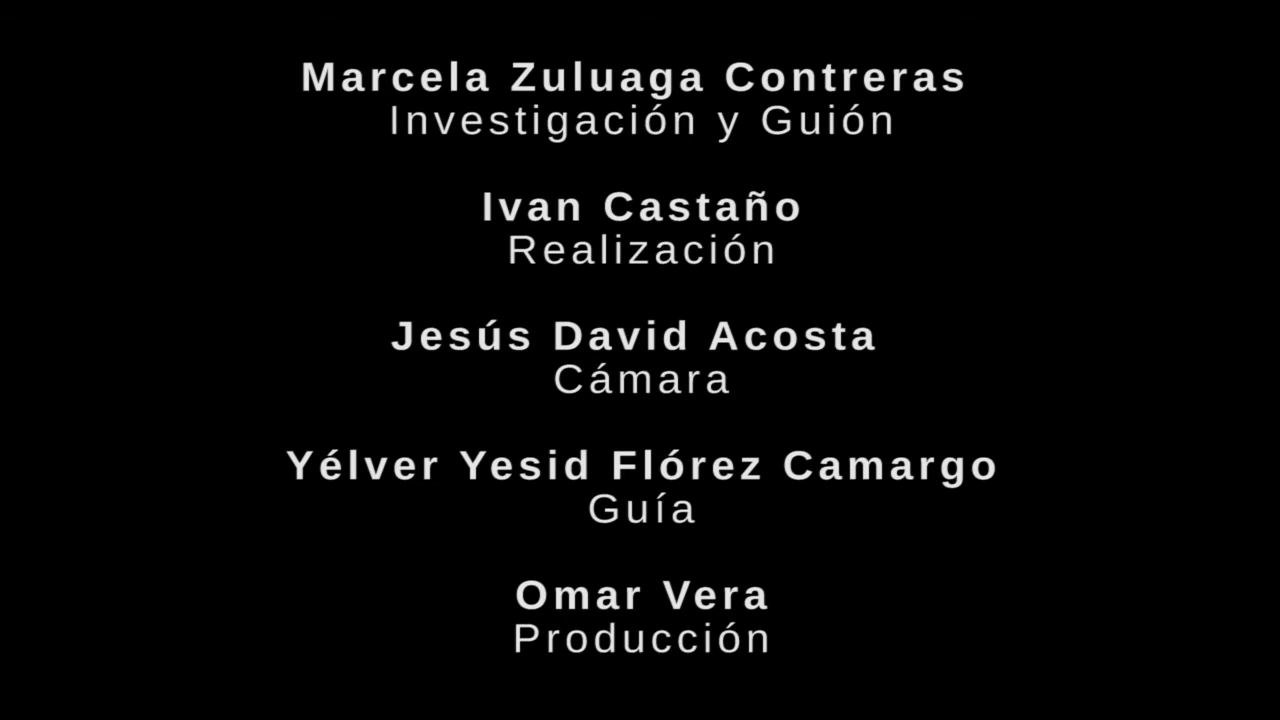 Marcela Zuluaga Contreras
Investigación y Guión
Ivan Castaño
Realización
Jesús David Acosta
Cámara
Yélver Yesid Flórez Camargo
Guía
Omar Vera
Producción